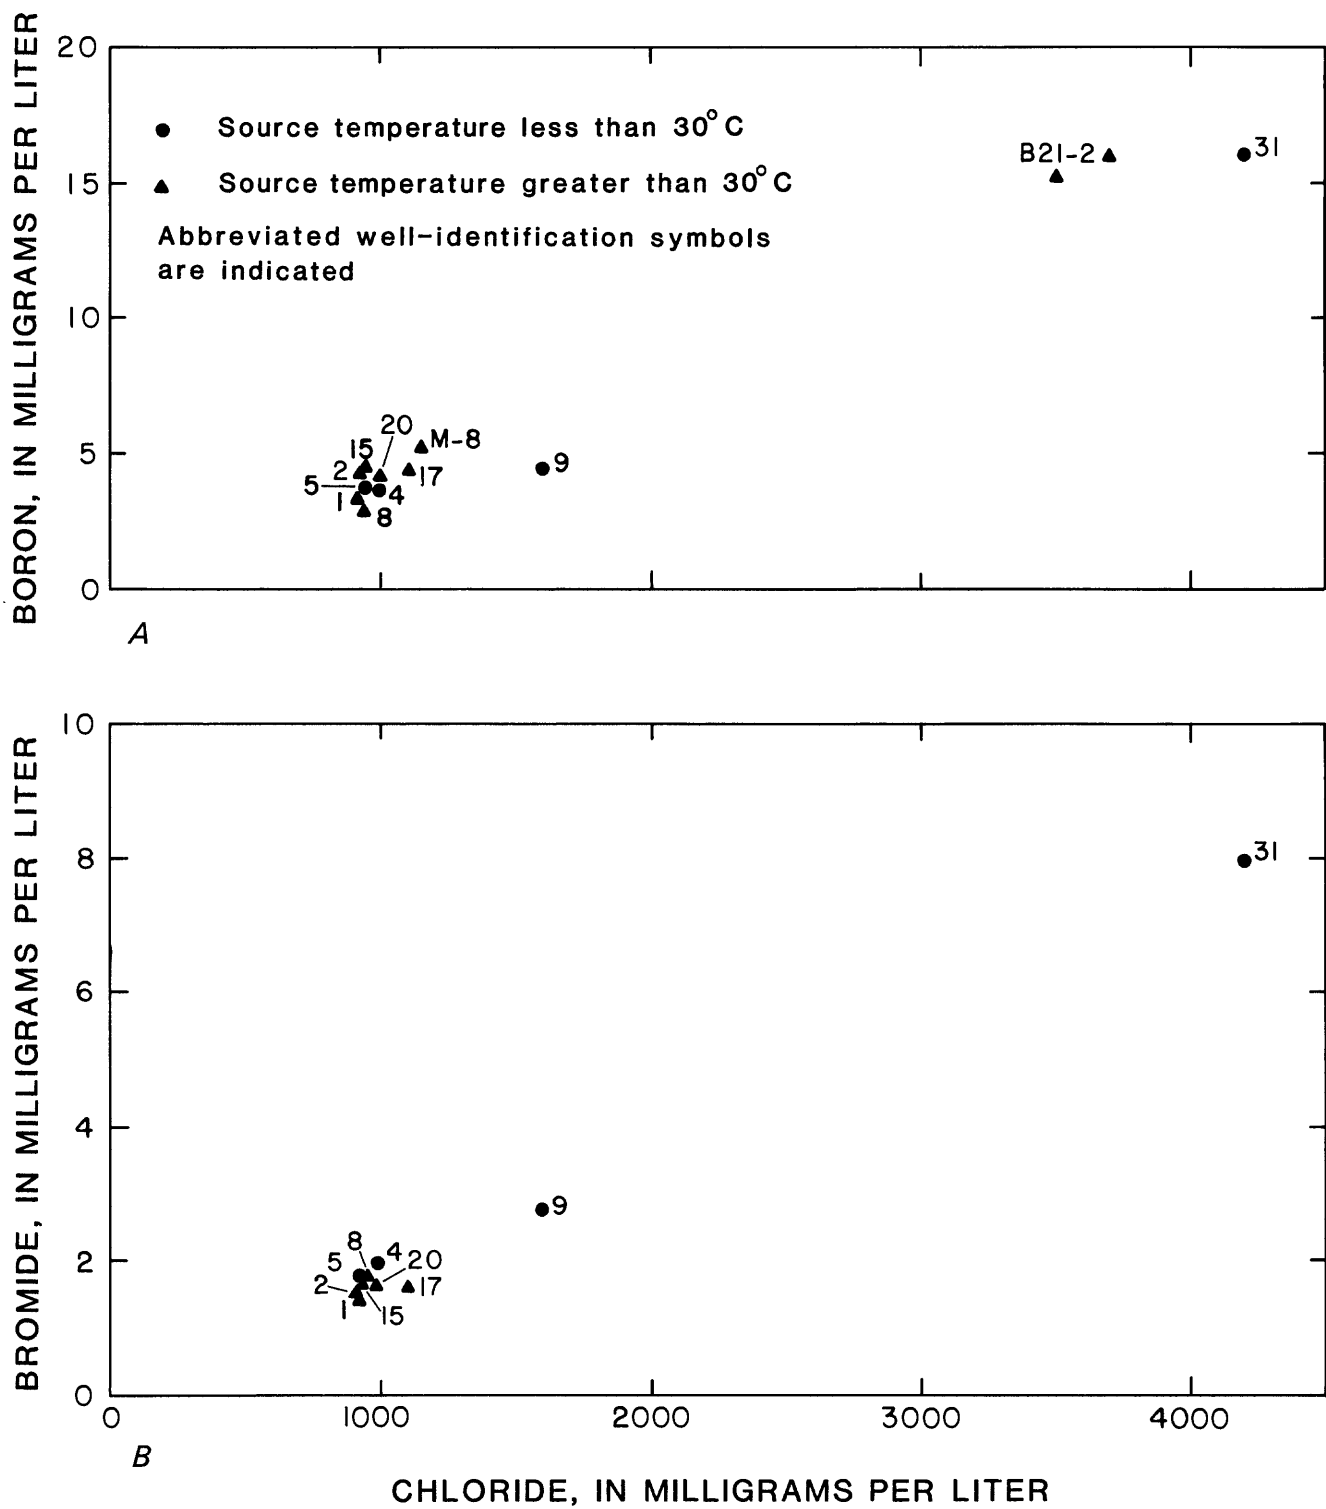 BORON, IN MILLIGRAMS PER LITER
20
15
10
5
0
● Source temperature less than 30°C
▲ Source temperature greater than 30°C
Abbreviated well-identification symbols
are indicated
B21-2
31
20
M-8
15
2
17
9
5
4
1
8
A
BROMIDE, IN MILLIGRAMS PER LITER
10
8
6
4
2
0
31
9
8
4
5
20
2
17
1
15
0 1000 2000 3000 4000
B
CHLORIDE, IN MILLIGRAMS PER LITER